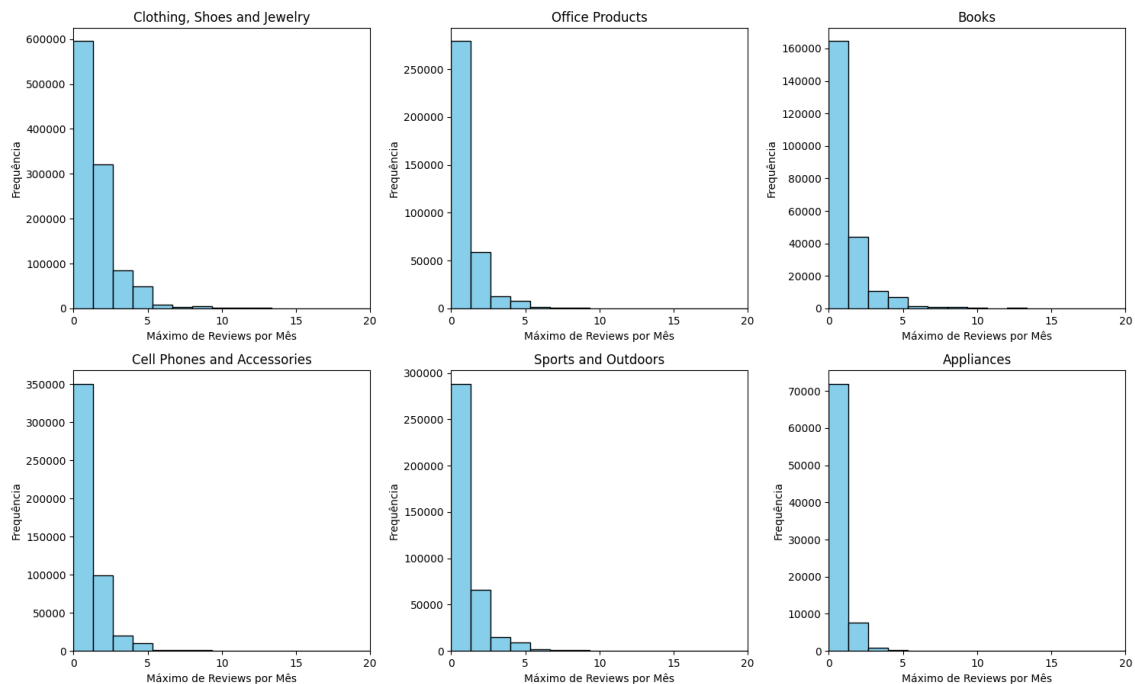 Clothing, Shoes and Jewelry
600000
500000
400000
300000
200000
100000
0
Frequência
0 5 10 15 20
Máximo de Reviews por Mês
Office Products
250000
200000
150000
100000
50000
0
Frequência
0 5 10 15 20
Máximo de Reviews por Mês
Books
160000
140000
120000
100000
80000
60000
40000
20000
0
Frequência
0 5 10 15 20
Máximo de Reviews por Mês
Cell Phones and Accessories
350000
300000
250000
200000
150000
100000
50000
0
Frequência
0 5 10 15 20
Máximo de Reviews por Mês
Sports and Outdoors
300000
250000
200000
150000
100000
50000
0
Frequência
0 5 10 15 20
Máximo de Reviews por Mês
Appliances
70000
60000
50000
40000
30000
20000
10000
0
Frequência
0 5 10 15 20
Máximo de Reviews por Mês